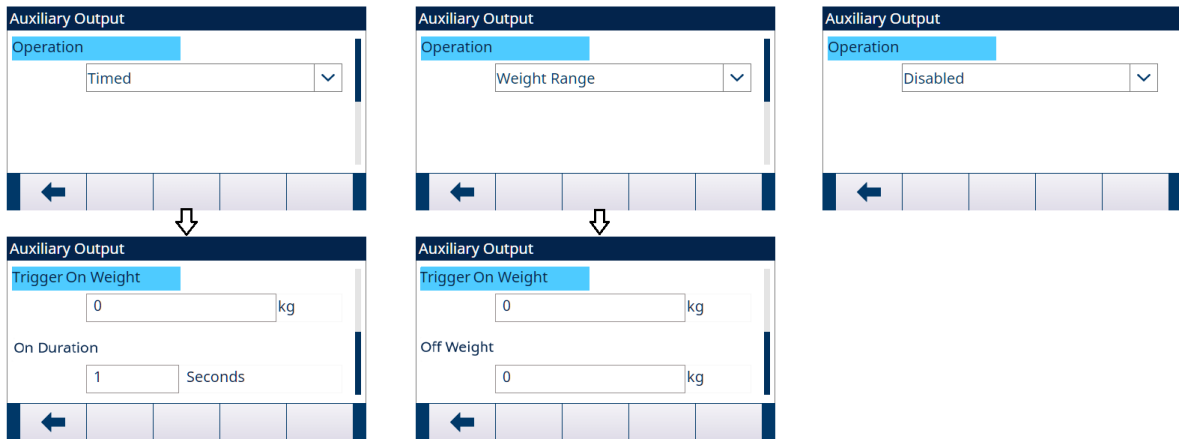 Auxiliary Output
Operation
Timed
Auxiliary Output
Operation
Weight Range
Auxiliary Output
Operation
Disabled
Auxiliary Output
Trigger On Weight
0 kg
On Duration
1 Seconds
Auxiliary Output
Trigger On Weight
0 kg
Off Weight
0 kg